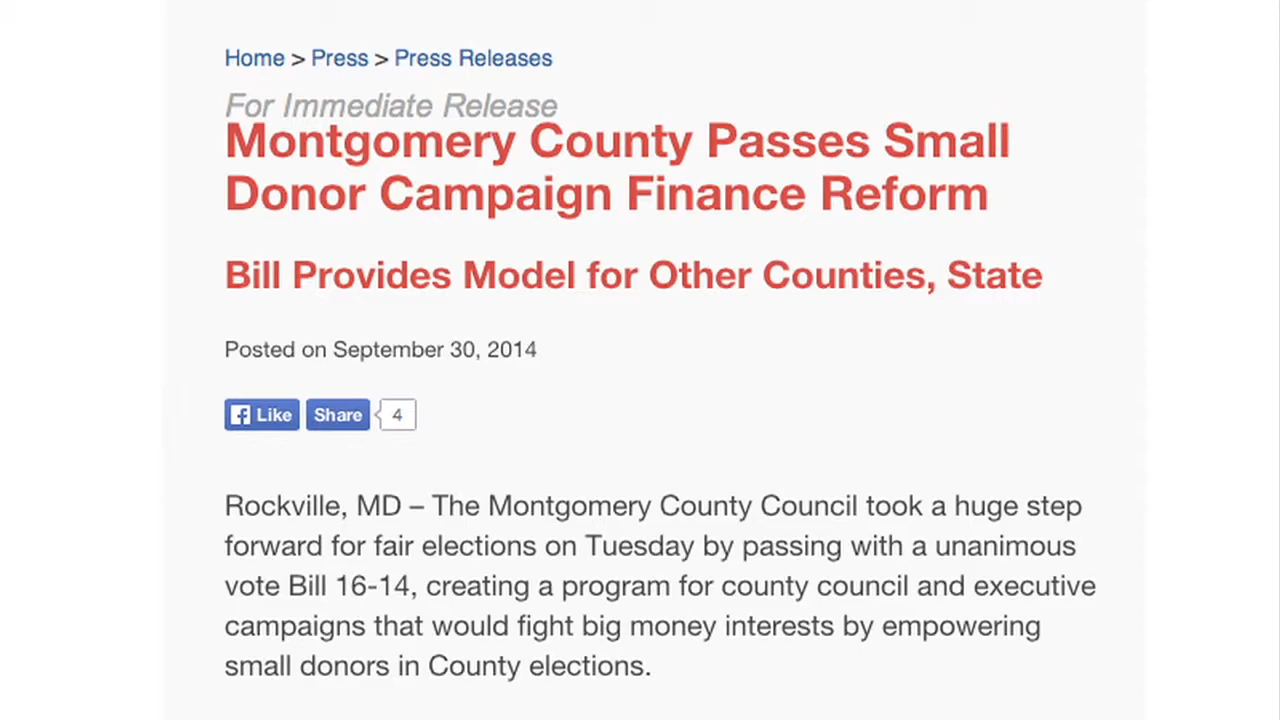 Home > Press > Press Releases
For Immediate Release
Montgomery County Passes Small
Donor Campaign Finance Reform
Bill Provides Model for Other Counties, State
Posted on September 30, 2014
Like Share 4
Rockville, MD – The Montgomery County Council took a huge step
forward for fair elections on Tuesday by passing with a unanimous
vote Bill 16-14, creating a program for county council and executive
campaigns that would fight big money interests by empowering
small donors in County elections.